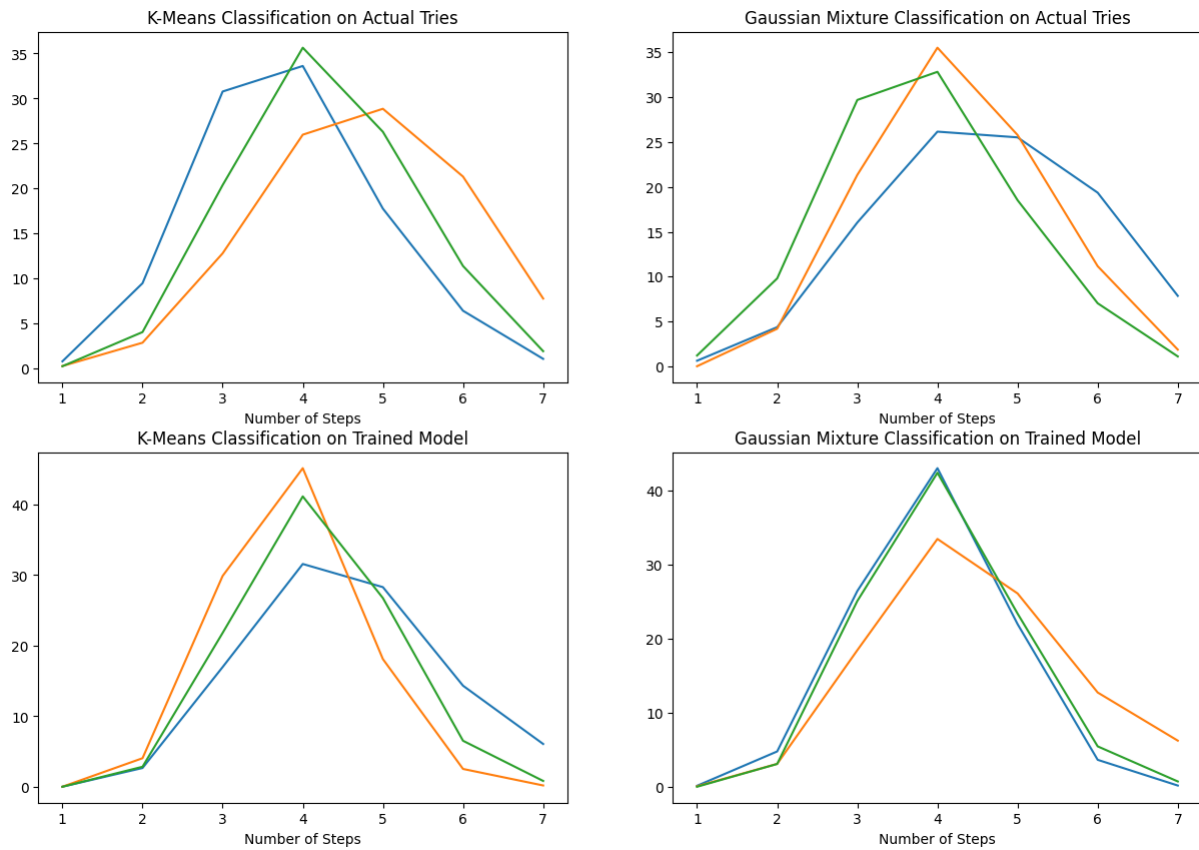 K-Means Classification on Actual Tries
35
30
25
20
15
10
5
0
1 2 3 4 5 6 7
Number of Steps
Gaussian Mixture Classification on Actual Tries
35
30
25
20
15
10
5
0
1 2 3 4 5 6 7
Number of Steps
K-Means Classification on Trained Model
40
30
20
10
0
1 2 3 4 5 6 7
Number of Steps
Gaussian Mixture Classification on Trained Model
40
30
20
10
0
1 2 3 4 5 6 7
Number of Steps